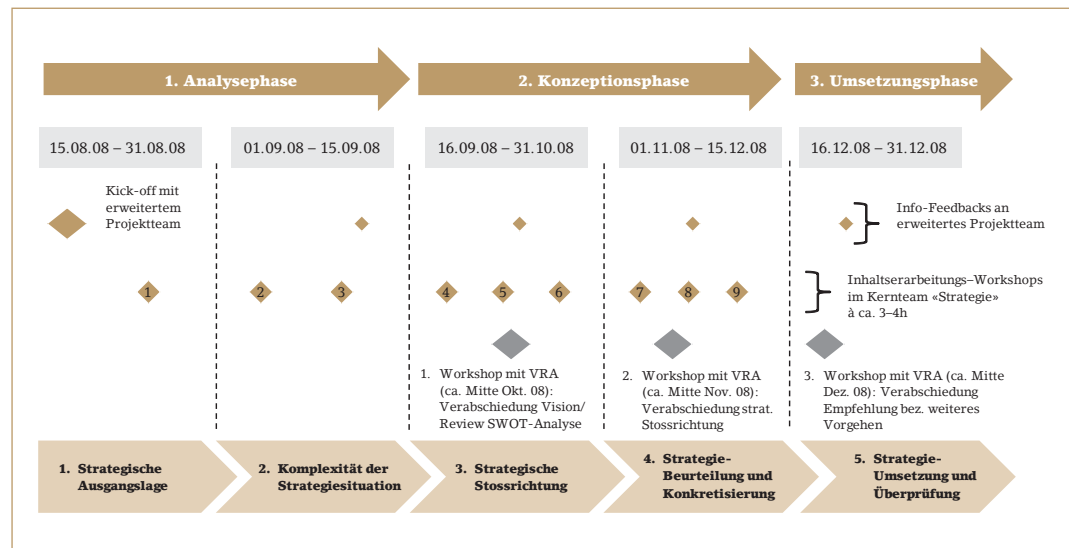 1. Analysephase
2. Konzeptionsphase
3. Umsetzungsphase
15.08.08 – 31.08.08
01.09.08 – 15.09.08
16.09.08 – 31.10.08
01.11.08 – 15.12.08
16.12.08 – 31.12.08
Kick-off mit
erweitertem
Projektteam
Info-Feedbacks an
erweitertes Projektteam
1
2
3
4
5
6
7
8
9
Inhaltserarbeitungs–Workshops
im Kernteam «Strategie»
à ca. 3–4h
1. Workshop mit VRA
(ca. Mitte Okt. 08):
Verabschiedung Vision/
Review SWOT-Analyse
2. Workshop mit VRA
(ca. Mitte Nov. 08):
Verabschiedung strat.
Stossrichtung
3. Workshop mit VRA (ca. Mitte
Dez. 08): Verabschiedung
Empfehlung bez. weiteres
Vorgehen
1. Strategische
Ausgangslage
2. Komplexität der
Strategiesituation
3. Strategische
Stossrichtung
4. Strategie-
Beurteilung und
Konkretisierung
5. Strategie-
Umsetzung und
Überprüfung